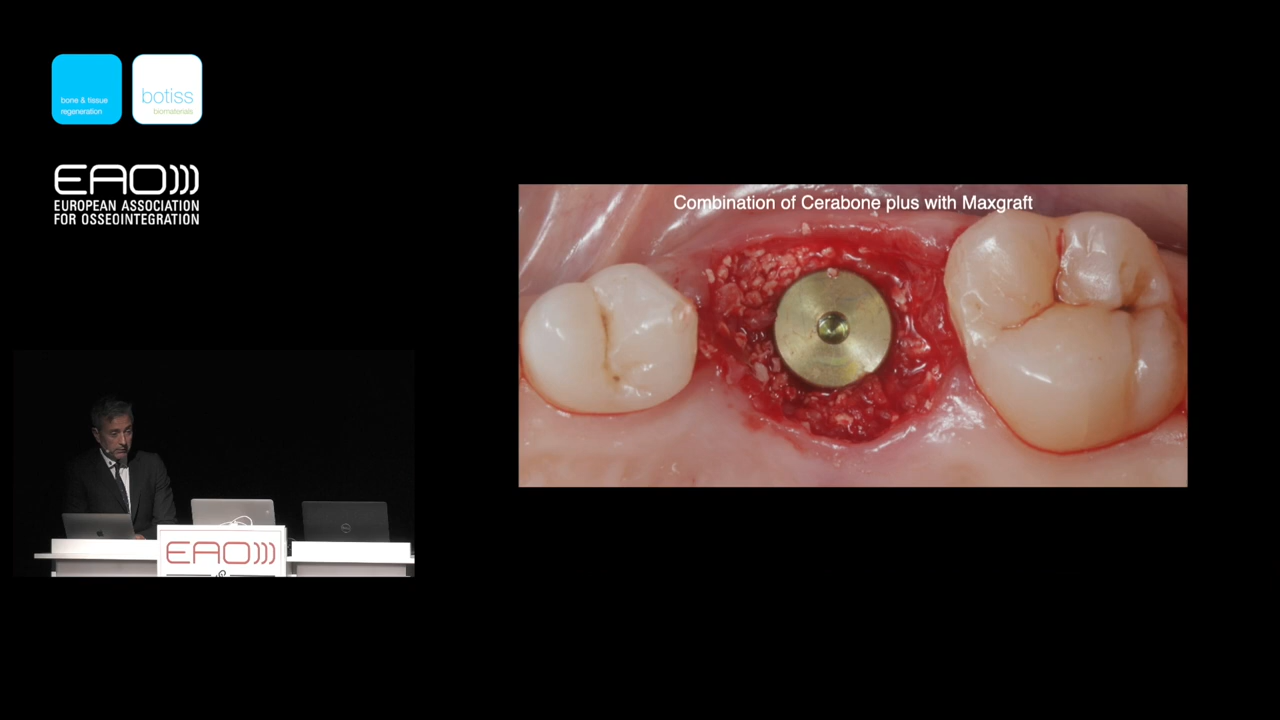 bone & tissue
regeneration
botiss
biomaterials
EAO)))
EUROPEAN ASSOCIATION
FOR OSSEOINTEGRATION
Combination of Cerabone plus with Maxgraft
EAO)))